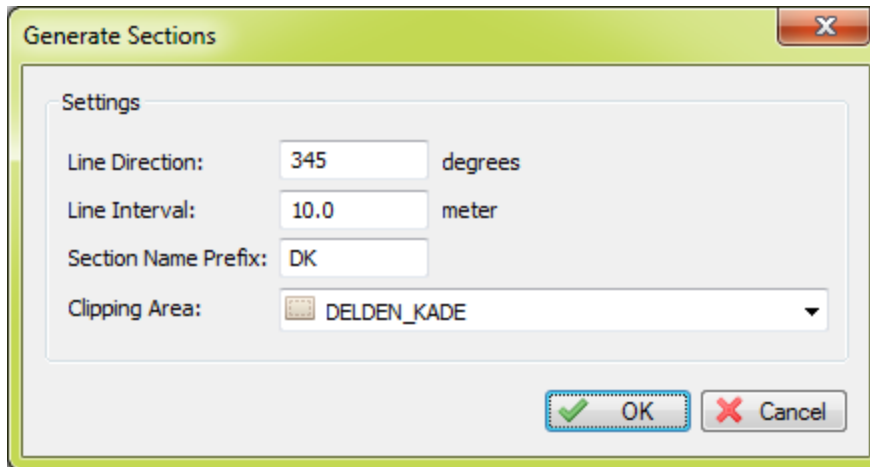 Generate Sections
Settings
Line Direction: 345 degrees
Line Interval: 10.0 meter
Section Name Prefix: DK
Clipping Area: DELDEN_KADE
OK Cancel